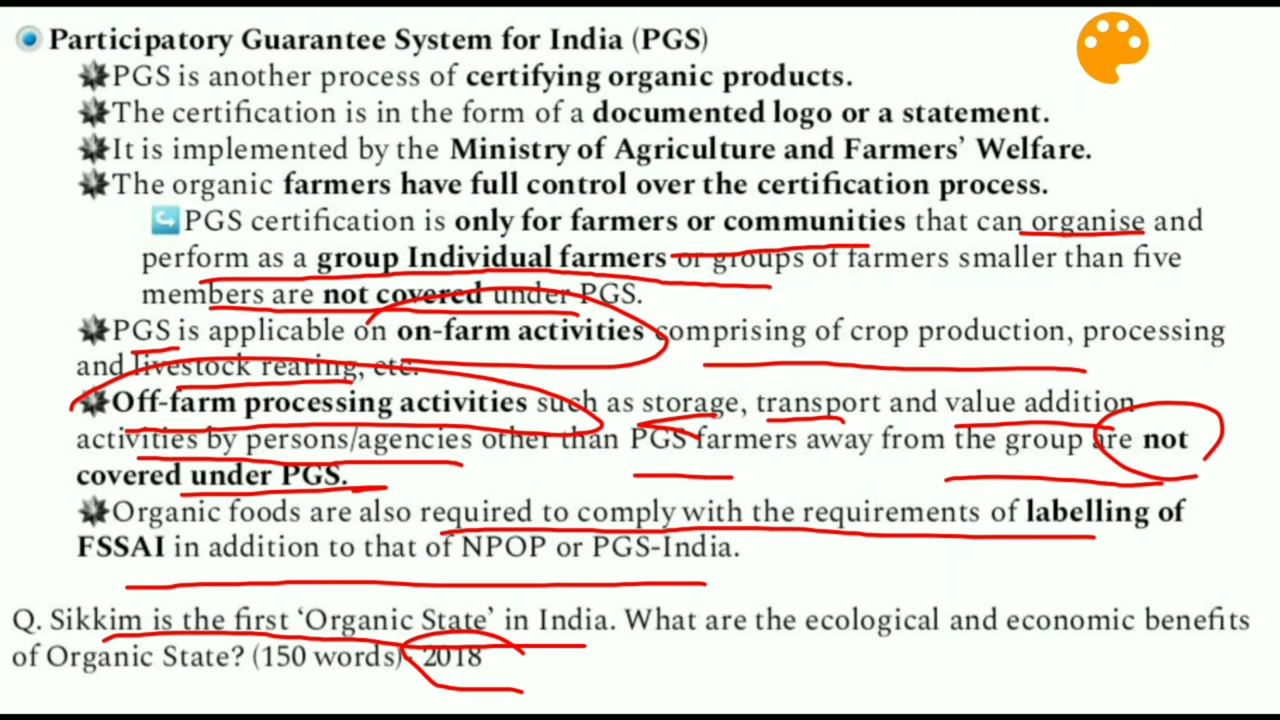 Participatory Guarantee System for India (PGS)
PGS is another process of certifying organic products.
The certification is in the form of a documented logo or a statement.
It is implemented by the Ministry of Agriculture and Farmers' Welfare.
The organic farmers have full control over the certification process.
PGS certification is only for farmers or communities that can organise and
perform as a group Individual farmers or groups of farmers smaller than five
members are not covered under PGS.
PGS is applicable on on-farm activities comprising of crop production, processing
and livestock rearing, etc.
Off-farm processing activities such as storage, transport and value addition
activities by persons/agencies other than PGS farmers away from the group are not
covered under PGS.
Organic foods are also required to comply with the requirements of labelling of
FSSAI in addition to that of NPOP or PGS-India.
Q. Sikkim is the first 'Organic State' in India. What are the ecological and economic benefits
of Organic State? (150 words) - 2018